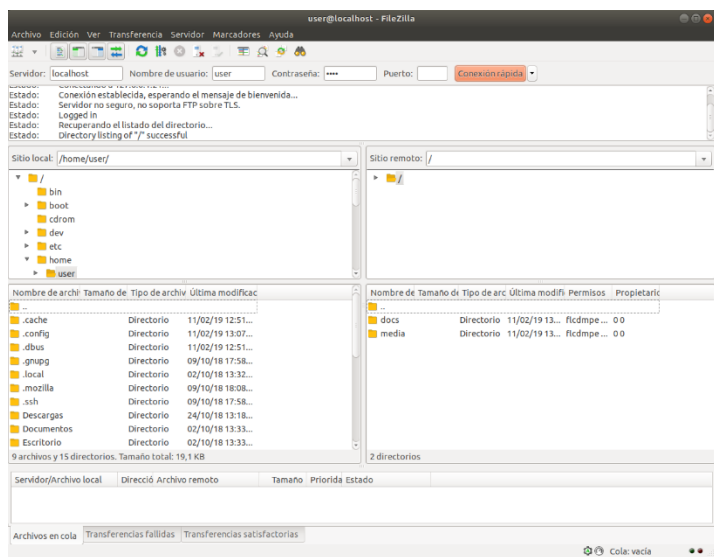 user@localhost - FileZilla
Archivo Edición Ver Transferencia Servidor Marcadores Ayuda
Servidor: localhost Nombre de usuario: user Contraseña: •••• Puerto: Conexión rápida
Estado: Conexión establecida, esperando el mensaje de bienvenida...
Estado: Servidor no seguro, no soporta FTP sobre TLS.
Estado: Logged in
Estado: Recuperando el listado del directorio...
Estado: Directory listing of "/" successful
Sitio local: /home/user/
/
bin
boot
cdrom
dev
etc
home
user
Sitio remoto: /
/
Nombre de archi Tamaño de Tipo de archiv Última modificac
..
.cache Directorio 11/02/19 12:51...
.config Directorio 11/02/19 13:07...
.dbus Directorio 11/02/19 12:51...
.gnupg Directorio 09/10/18 17:58...
.local Directorio 02/10/18 13:32...
.mozilla Directorio 09/10/18 18:08...
.ssh Directorio 09/10/18 17:58...
Descargas Directorio 24/10/18 13:18...
Documentos Directorio 02/10/18 13:33...
Escritorio Directorio 02/10/18 13:33...
9 archivos y 15 directorios. Tamaño total: 19,1 KB
Nombre de Tamaño de Tipo de arc Última modifi Permisos Propietaric
..
docs Directorio 11/02/19 13... flcdmpe... 0 0
media Directorio 11/02/19 13... flcdmpe... 0 0
2 directorios
Servidor/Archivo local Direcció Archivo remoto Tamaño Priorida Estado
Archivos en cola Transferencias fallidas Transferencias satisfactorias
Cola: vacía